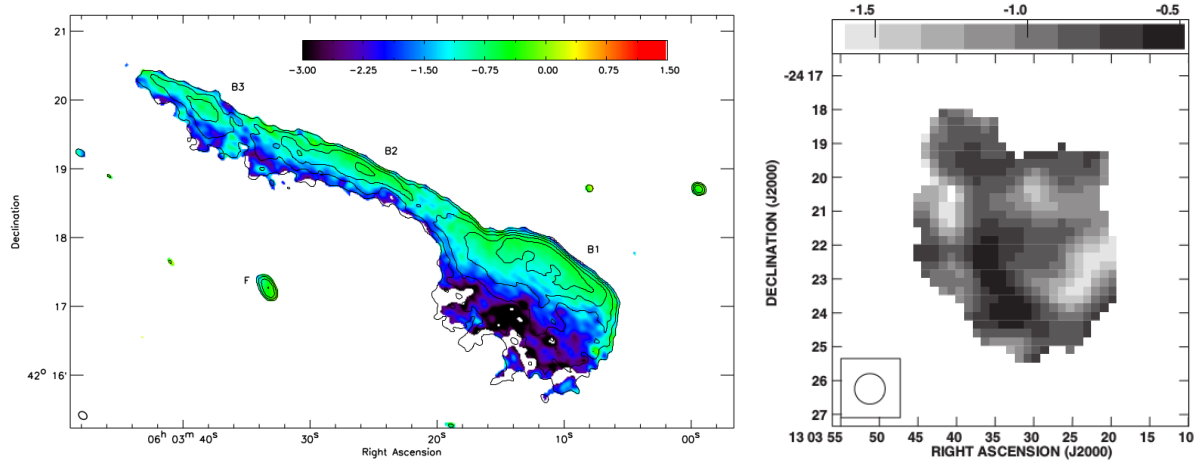 21
20
19
18
17
42° 16'
Declination
-3.00 -2.25 -1.50 -0.75 0.00 0.75 1.50
B3
B2
B1
F
06ʰ 03ᵐ 40ˢ 30ˢ 20ˢ 10ˢ 00ˢ
Right Ascension
-1.5 -1.0 -0.5
-24 17
18
19
20
21
22
23
24
25
26
27
DECLINATION (J2000)
13 03 55 50 45 40 35 30 25 20 15 10
RIGHT ASCENSION (J2000)